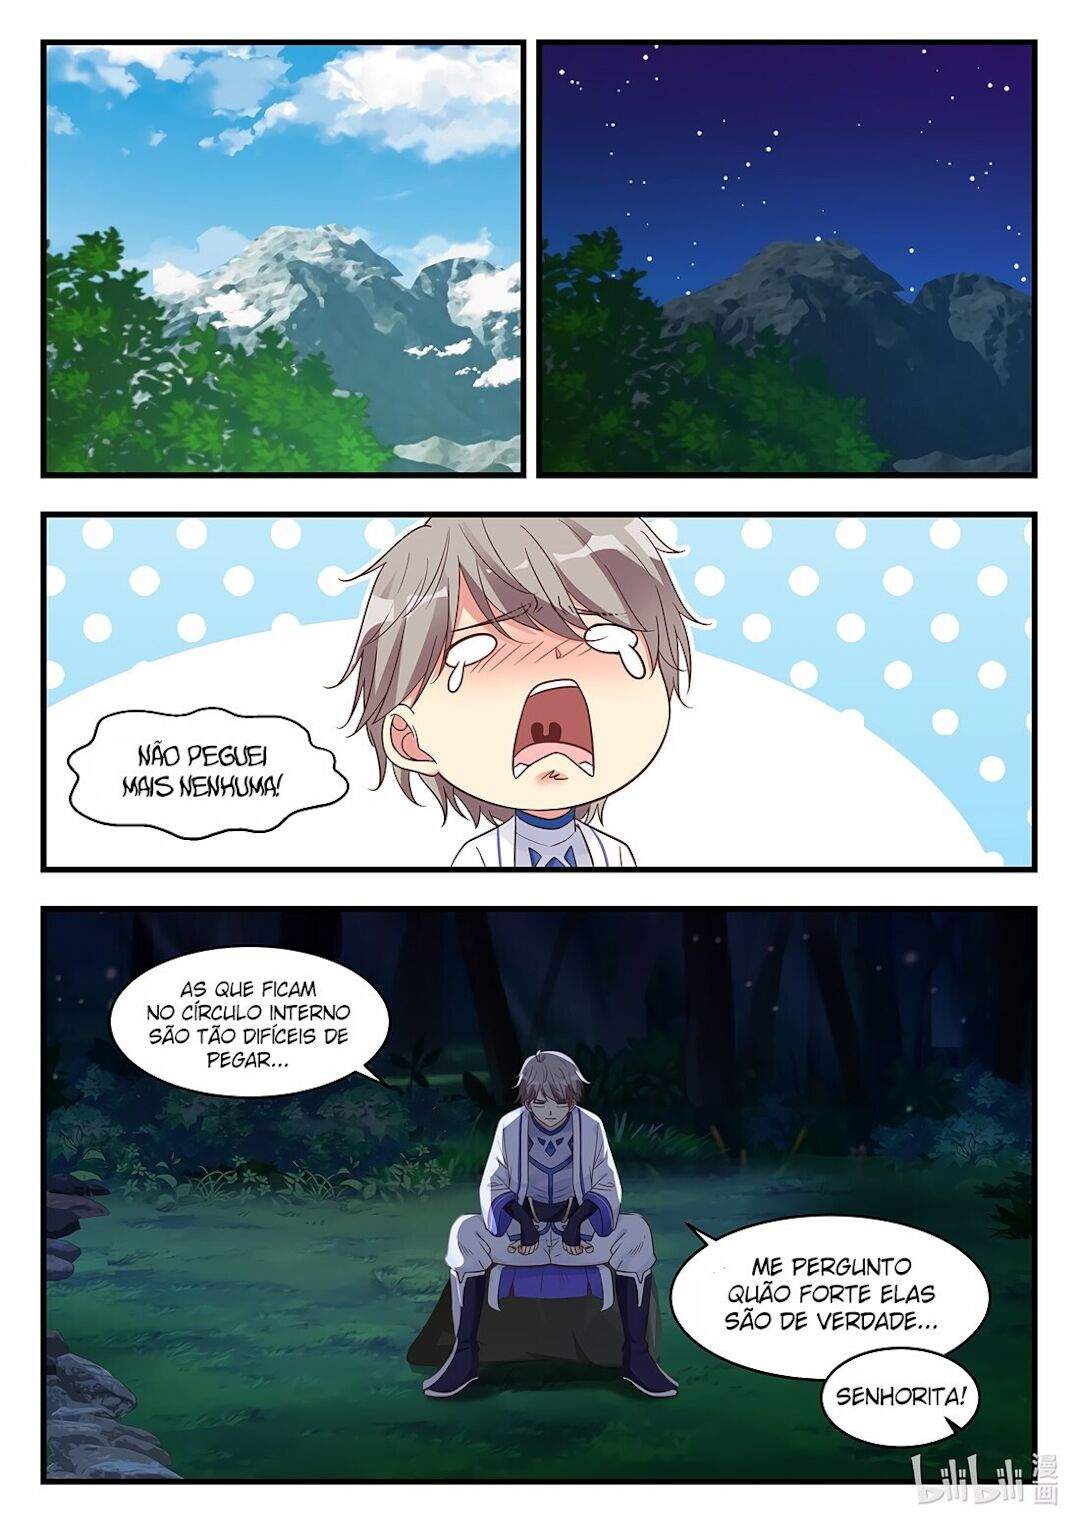 NÃO PEGUEI
MAIS NENHUMA!
AS QUE FICAM
NO CÍRCULO INTERNO
SÃO TÃO DIFÍCEIS DE
PEGAR...
ME PERGUNTO
QUÃO FORTE ELAS
SÃO DE VERDADE...
SENHORITA!
bilibili 漫画